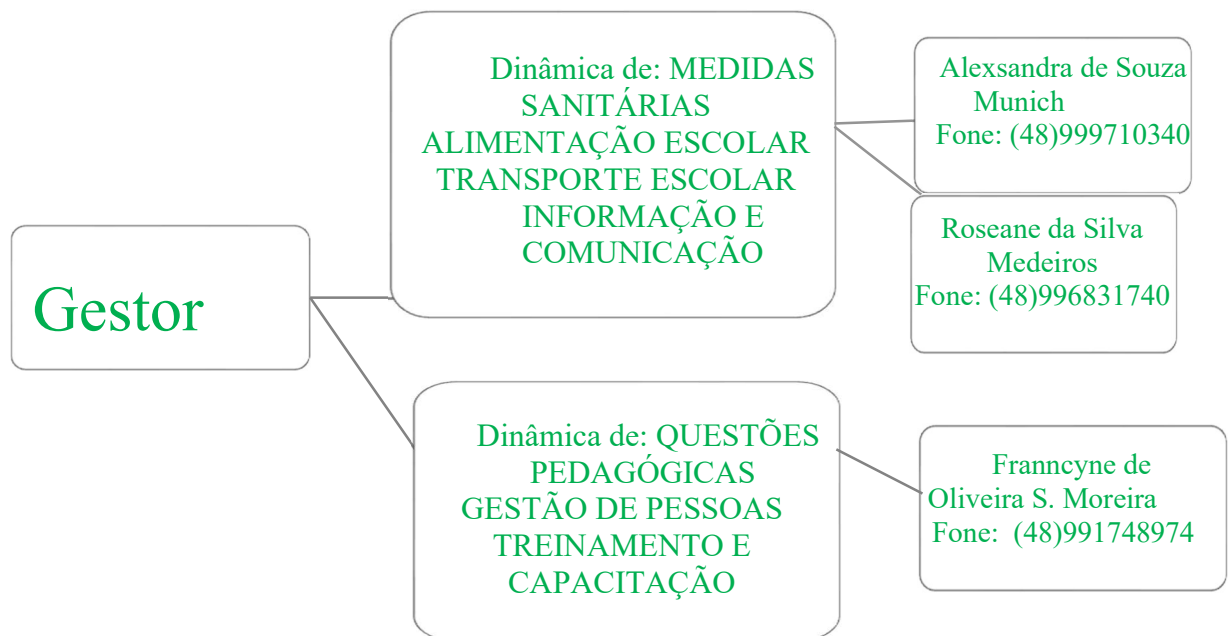 Gestor
Dinâmica de: MEDIDAS
SANITÁRIAS
ALIMENTAÇÃO ESCOLAR
TRANSPORTE ESCOLAR
INFORMAÇÃO E
COMUNICAÇÃO
Alexsandra de Souza
Munich
Fone: (48)999710340
Roseane da Silva
Medeiros
Fone: (48)996831740
Dinâmica de: QUESTÕES
PEDAGÓGICAS
GESTÃO DE PESSOAS
TREINAMENTO E
CAPACITAÇÃO
Franncyne de
Oliveira S. Moreira
Fone: (48)991748974